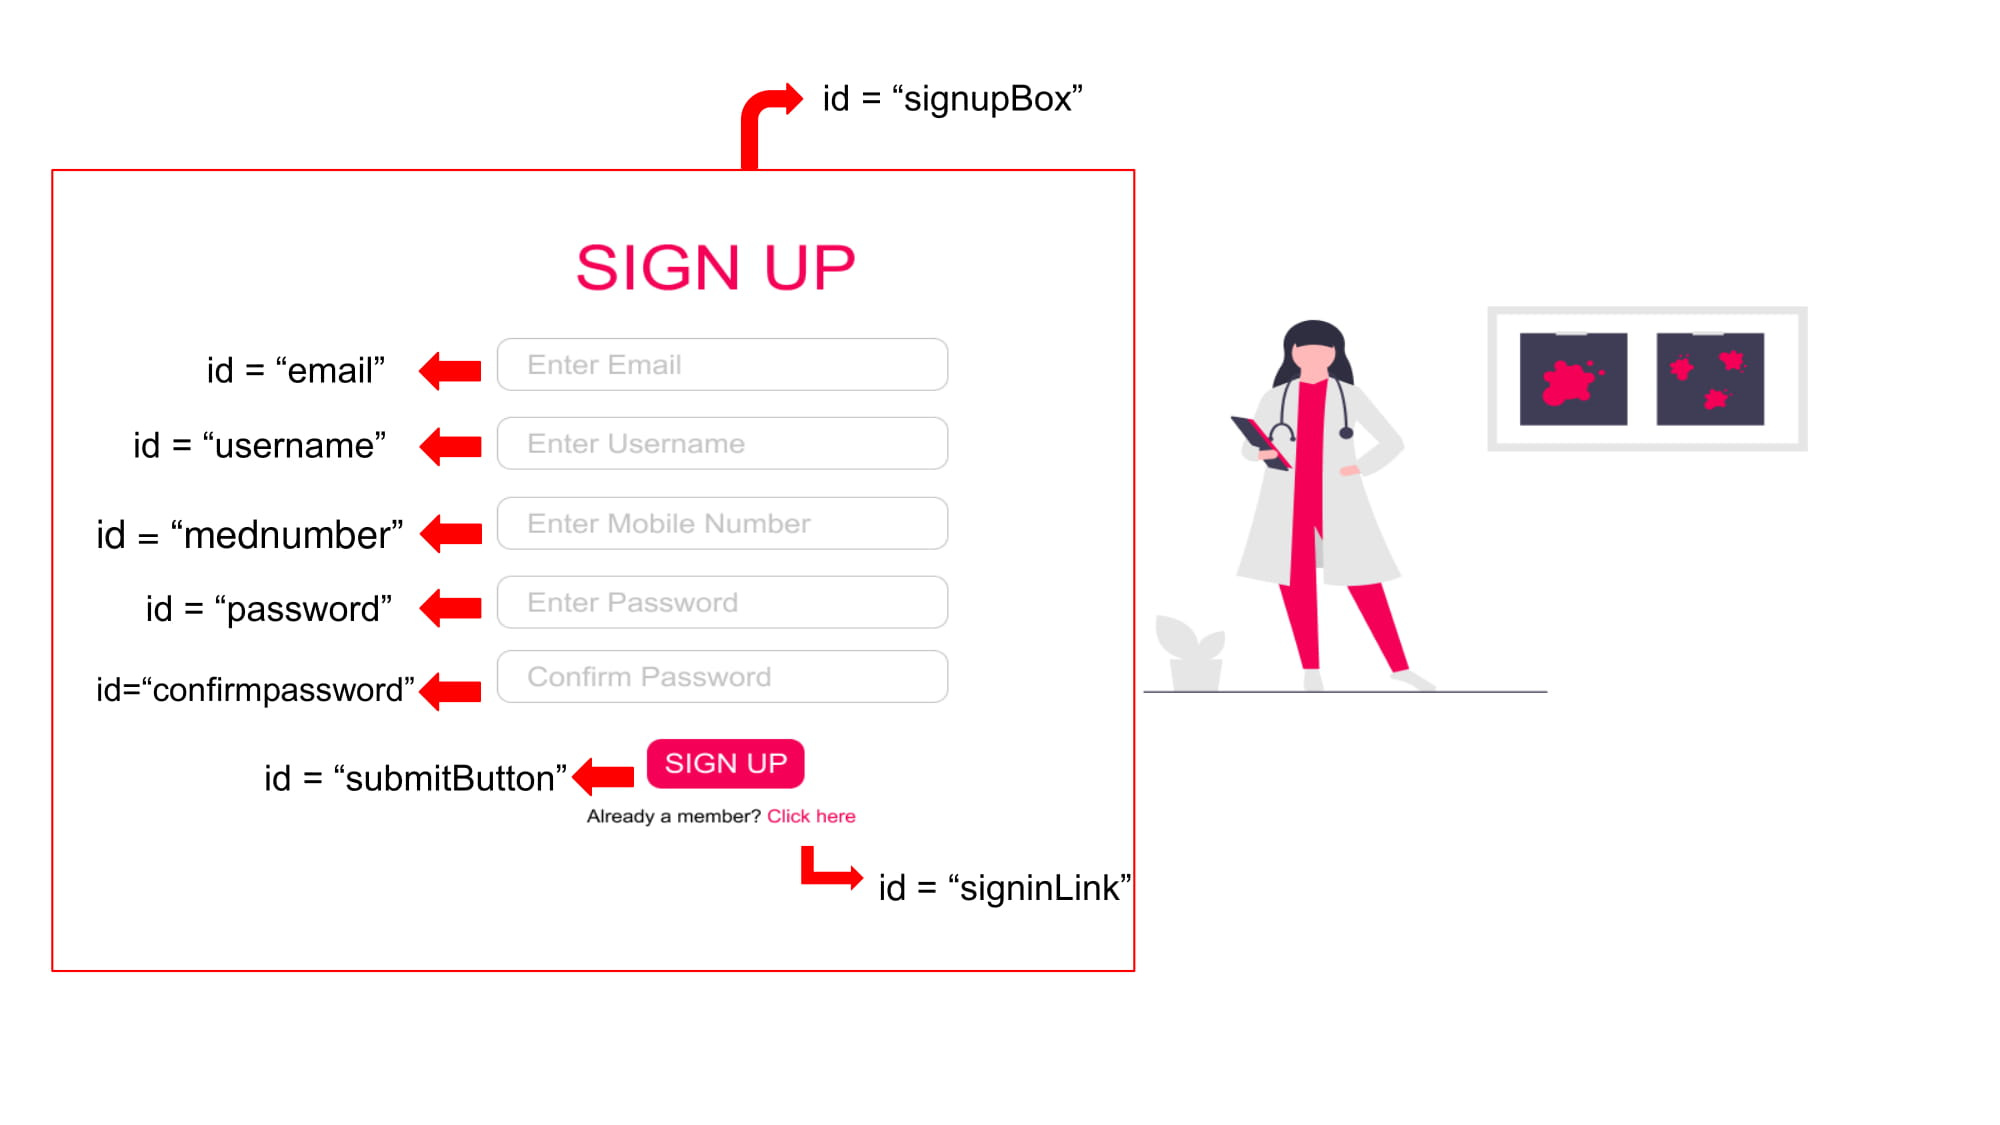 id = “signupBox”
SIGN UP
id = “email”
Enter Email
id = “username”
Enter Username
id = “mednumber”
Enter Mobile Number
id = “password”
Enter Password
id=“confirmpassword”
Confirm Password
id = “submitButton”
SIGN UP
Already a member? Click here
id = “signinLink”